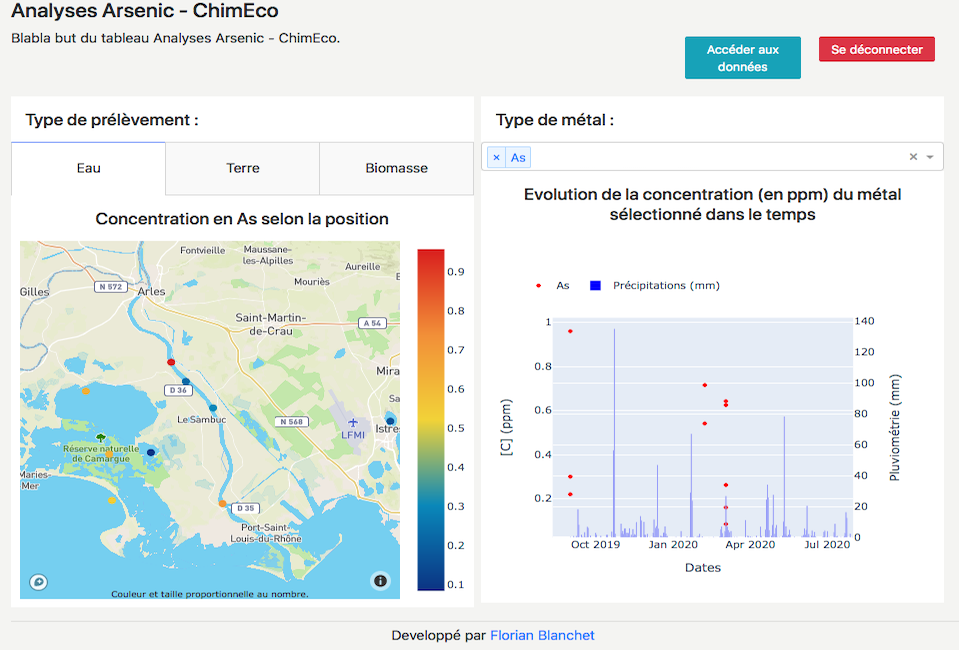 Analyses Arsenic - ChimEco
Blabla but du tableau Analyses Arsenic - ChimEco.
Accéder aux
données
Se déconnecter
Type de prélèvement :
Eau
Terre
Biomasse
Concentration en As selon la position
Fontvieille
Maussane-
les-Alpilles
Aureille
E
Mouriès
Gilles
N 572
Arles
Saint-Martin-
de-Crau
A 54
Mira
D 36
Sa
Le Sambuc
N 568
LFMI
Istre
Réserve naturelle
de Camargue
Maries-
Mer
D 35
Port-Saint-
Louis-du-Rhône
Couleur et taille proportionnelle au nombre.
0.9
0.8
0.7
0.6
0.5
0.4
0.3
0.2
0.1
Type de métal :
× As
×
Evolution de la concentration (en ppm) du métal
sélectionné dans le temps
As
Précipitations (mm)
1
0.8
0.6
0.4
0.2
[C] (ppm)
140
120
100
80
60
40
20
0
Pluviométrie (mm)
Oct 2019
Jan 2020
Apr 2020
Jul 2020
Dates
Developpé par Florian Blanchet